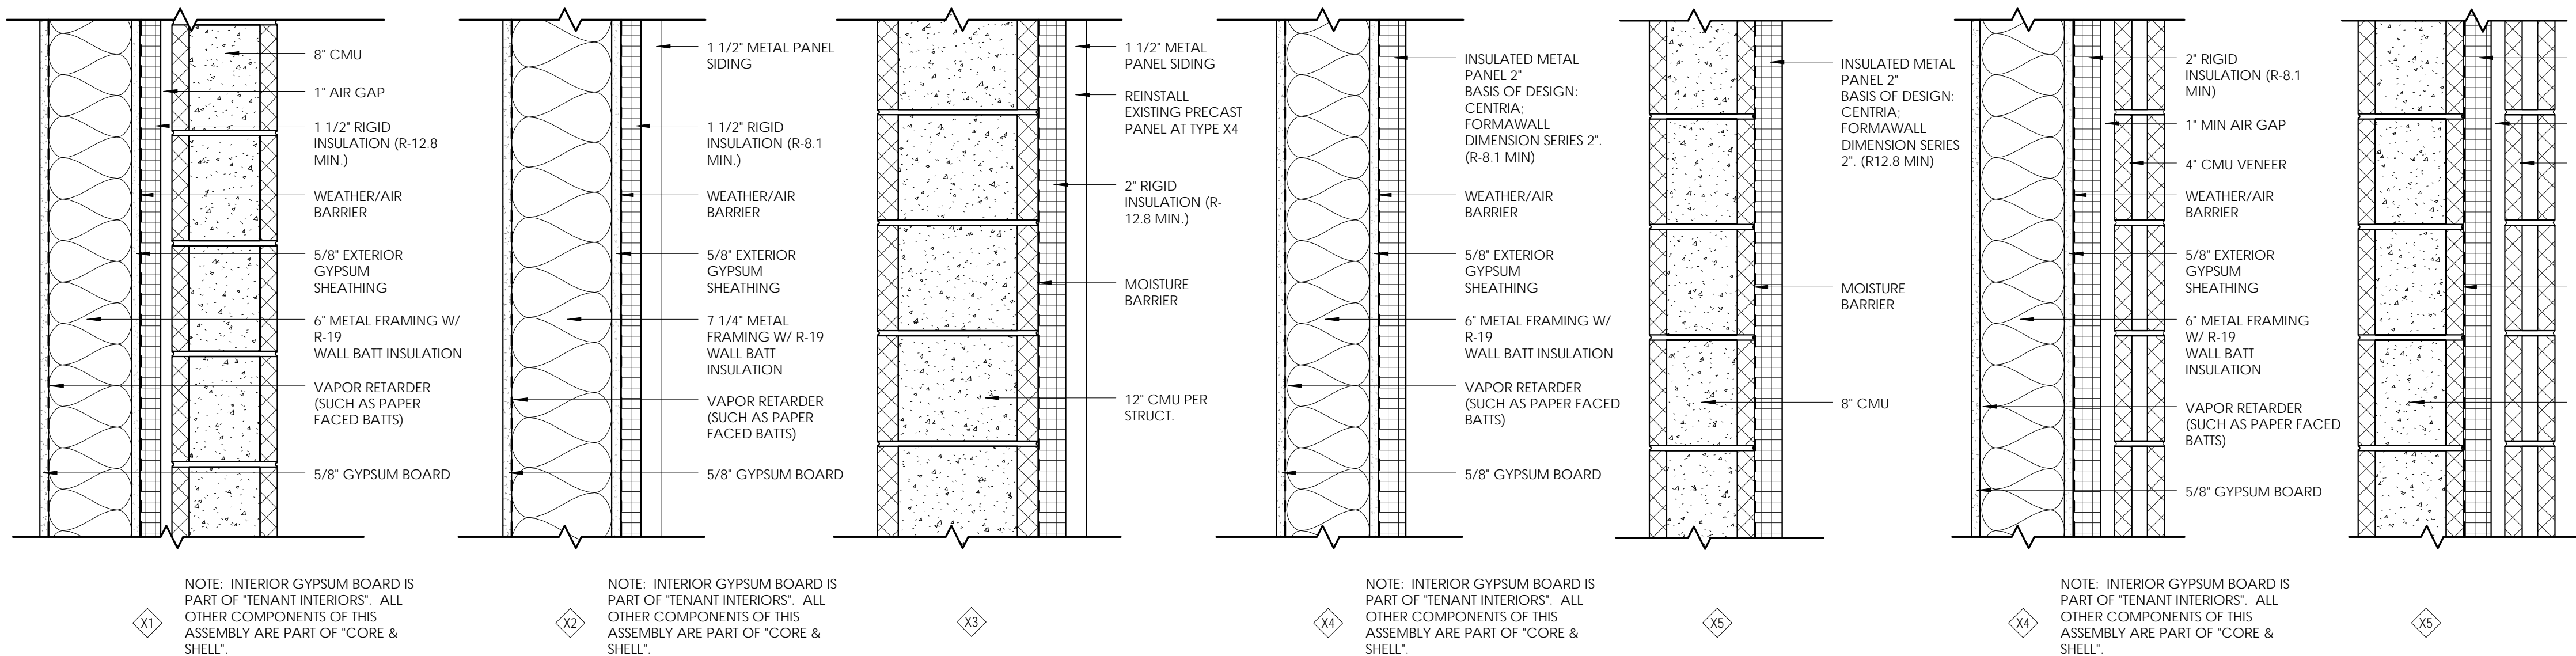 8" CMU
1" AIR GAP
1 1/2" RIGID
INSULATION (R-12.8
MIN.)
WEATHER/AIR
BARRIER
5/8" EXTERIOR
GYPSUM
SHEATHING
6" METAL FRAMING W/
R-19
WALL BATT INSULATION
VAPOR RETARDER
(SUCH AS PAPER
FACED BATTS)
5/8" GYPSUM BOARD
X1
NOTE: INTERIOR GYPSUM BOARD IS
PART OF "TENANT INTERIORS". ALL
OTHER COMPONENTS OF THIS
ASSEMBLY ARE PART OF "CORE &
SHELL".
1 1/2" METAL PANEL
SIDING
1 1/2" RIGID
INSULATION (R-8.1
MIN.)
WEATHER/AIR
BARRIER
5/8" EXTERIOR
GYPSUM
SHEATHING
7 1/4" METAL
FRAMING W/ R-19
WALL BATT
INSULATION
VAPOR RETARDER
(SUCH AS PAPER
FACED BATTS)
5/8" GYPSUM BOARD
X2
NOTE: INTERIOR GYPSUM BOARD IS
PART OF "TENANT INTERIORS". ALL
OTHER COMPONENTS OF THIS
ASSEMBLY ARE PART OF "CORE &
SHELL".
1 1/2" METAL
PANEL SIDING
REINSTALL
EXISTING PRECAST
PANEL AT TYPE X4
2" RIGID
INSULATION (R-
12.8 MIN.)
MOISTURE
BARRIER
12" CMU PER
STRUCT.
X3
INSULATED METAL
PANEL 2"
BASIS OF DESIGN:
CENTRIA;
FORMAWALL
DIMENSION SERIES 2".
(R-8.1 MIN)
WEATHER/AIR
BARRIER
5/8" EXTERIOR
GYPSUM
SHEATHING
6" METAL FRAMING W/
R-19
WALL BATT INSULATION
VAPOR RETARDER
(SUCH AS PAPER FACED
BATTS)
5/8" GYPSUM BOARD
X4
NOTE: INTERIOR GYPSUM BOARD IS
PART OF "TENANT INTERIORS". ALL
OTHER COMPONENTS OF THIS
ASSEMBLY ARE PART OF "CORE &
SHELL".
INSULATED METAL
PANEL 2"
BASIS OF DESIGN:
CENTRIA;
FORMAWALL
DIMENSION SERIES
2". (R12.8 MIN)
MOISTURE
BARRIER
8" CMU
X5
2" RIGID
INSULATION (R-8.1
MIN)
1" MIN AIR GAP
4" CMU VENEER
WEATHER/AIR
BARRIER
5/8" EXTERIOR
GYPSUM
SHEATHING
6" METAL FRAMING
W/ R-19
WALL BATT
INSULATION
VAPOR RETARDER
(SUCH AS PAPER FACED
BATTS)
5/8" GYPSUM BOARD
X4
NOTE: INTERIOR GYPSUM BOARD IS
PART OF "TENANT INTERIORS". ALL
OTHER COMPONENTS OF THIS
ASSEMBLY ARE PART OF "CORE &
SHELL".
X5